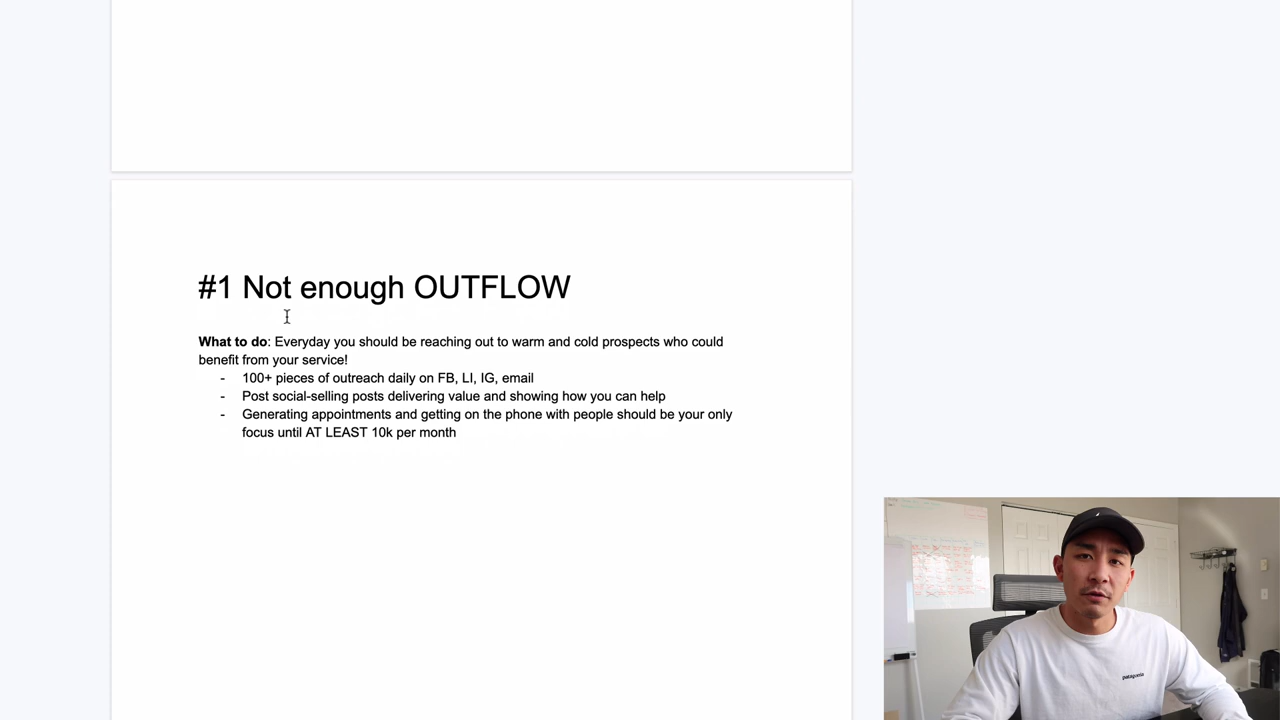 #1 Not enough OUTFLOW
What to do: Everyday you should be reaching out to warm and cold prospects who could
benefit from your service!
- 100+ pieces of outreach daily on FB, LI, IG, email
- Post social-selling posts delivering value and showing how you can help
- Generating appointments and getting on the phone with people should be your only
focus until AT LEAST 10k per month
patagonia